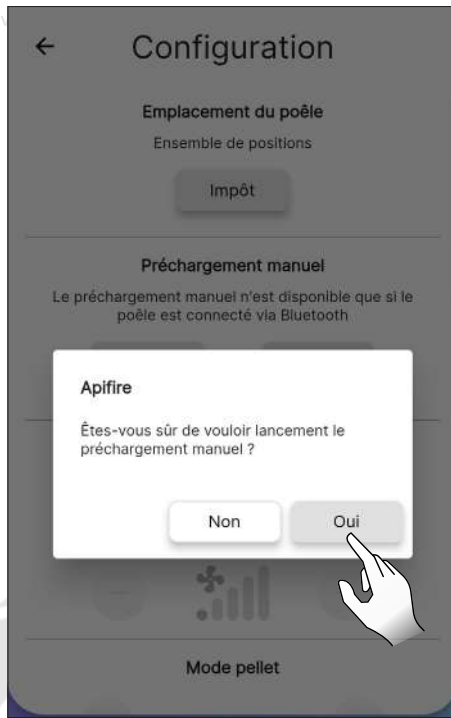 Configuration
Emplacement du poêle
Ensemble de positions
Impôt
Préchargement manuel
Le préchargement manuel n'est disponible que si le
poêle est connecté via Bluetooth
Apifire
Êtes-vous sûr de vouloir lancement le
préchargement manuel ?
Non
Oui
Mode pellet